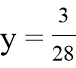 y = 3/28